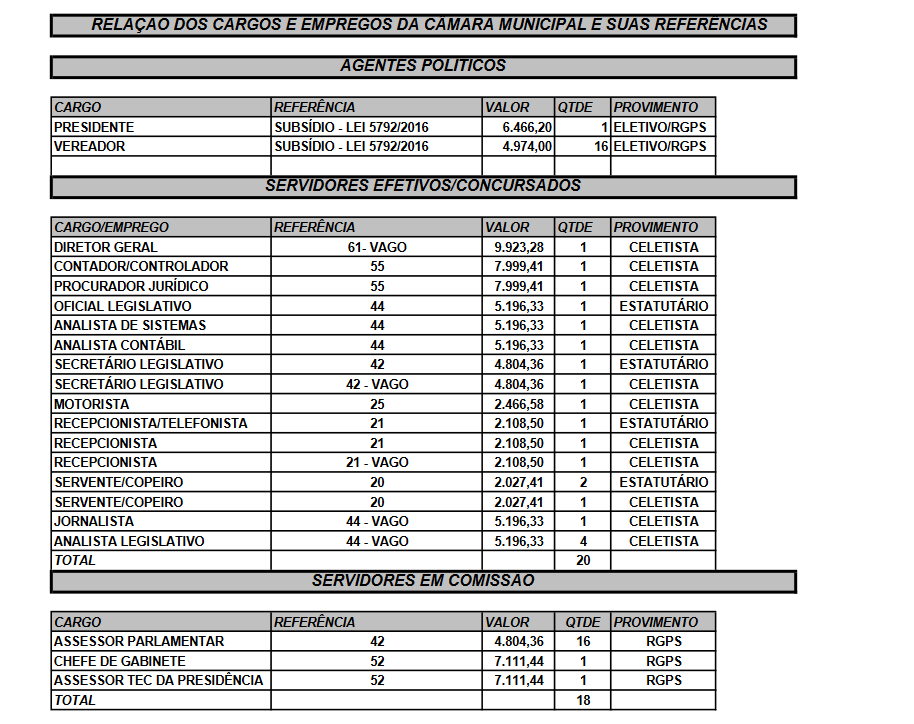 RELAÇAO DOS CARGOS E EMPREGOS DA CAMARA MUNICIPAL E SUAS REFERENCIAS
AGENTES POLITICOS
CARGO REFERÊNCIA VALOR QTDE PROVIMENTO
PRESIDENTE SUBSÍDIO - LEI 5792/2016 6.466,20 1 ELETIVO/RGPS
VEREADOR SUBSÍDIO - LEI 5792/2016 4.974,00 16 ELETIVO/RGPS
SERVIDORES EFETIVOS/CONCURSADOS
CARGO/EMPREGO REFERÊNCIA VALOR QTDE PROVIMENTO
DIRETOR GERAL 61- VAGO 9.923,28 1 CELETISTA
CONTADOR/CONTROLADOR 55 7.999,41 1 CELETISTA
PROCURADOR JURÍDICO 55 7.999,41 1 CELETISTA
OFICIAL LEGISLATIVO 44 5.196,33 1 ESTATUTÁRIO
ANALISTA DE SISTEMAS 44 5.196,33 1 CELETISTA
ANALISTA CONTÁBIL 44 5.196,33 1 CELETISTA
SECRETÁRIO LEGISLATIVO 42 4.804,36 1 ESTATUTÁRIO
SECRETÁRIO LEGISLATIVO 42 - VAGO 4.804,36 1 CELETISTA
MOTORISTA 25 2.466,58 1 CELETISTA
RECEPCIONISTA/TELEFONISTA 21 2.108,50 1 ESTATUTÁRIO
RECEPCIONISTA 21 2.108,50 1 CELETISTA
RECEPCIONISTA 21 - VAGO 2.108,50 1 CELETISTA
SERVENTE/COPEIRO 20 2.027,41 2 ESTATUTÁRIO
SERVENTE/COPEIRO 20 2.027,41 1 CELETISTA
JORNALISTA 44 - VAGO 5.196,33 1 CELETISTA
ANALISTA LEGISLATIVO 44 - VAGO 5.196,33 4 CELETISTA
TOTAL 20
SERVIDORES EM COMISSAO
CARGO REFERÊNCIA VALOR QTDE PROVIMENTO
ASSESSOR PARLAMENTAR 42 4.804,36 16 RGPS
CHEFE DE GABINETE 52 7.111,44 1 RGPS
ASSESSOR TEC DA PRESIDÊNCIA 52 7.111,44 1 RGPS
TOTAL 18